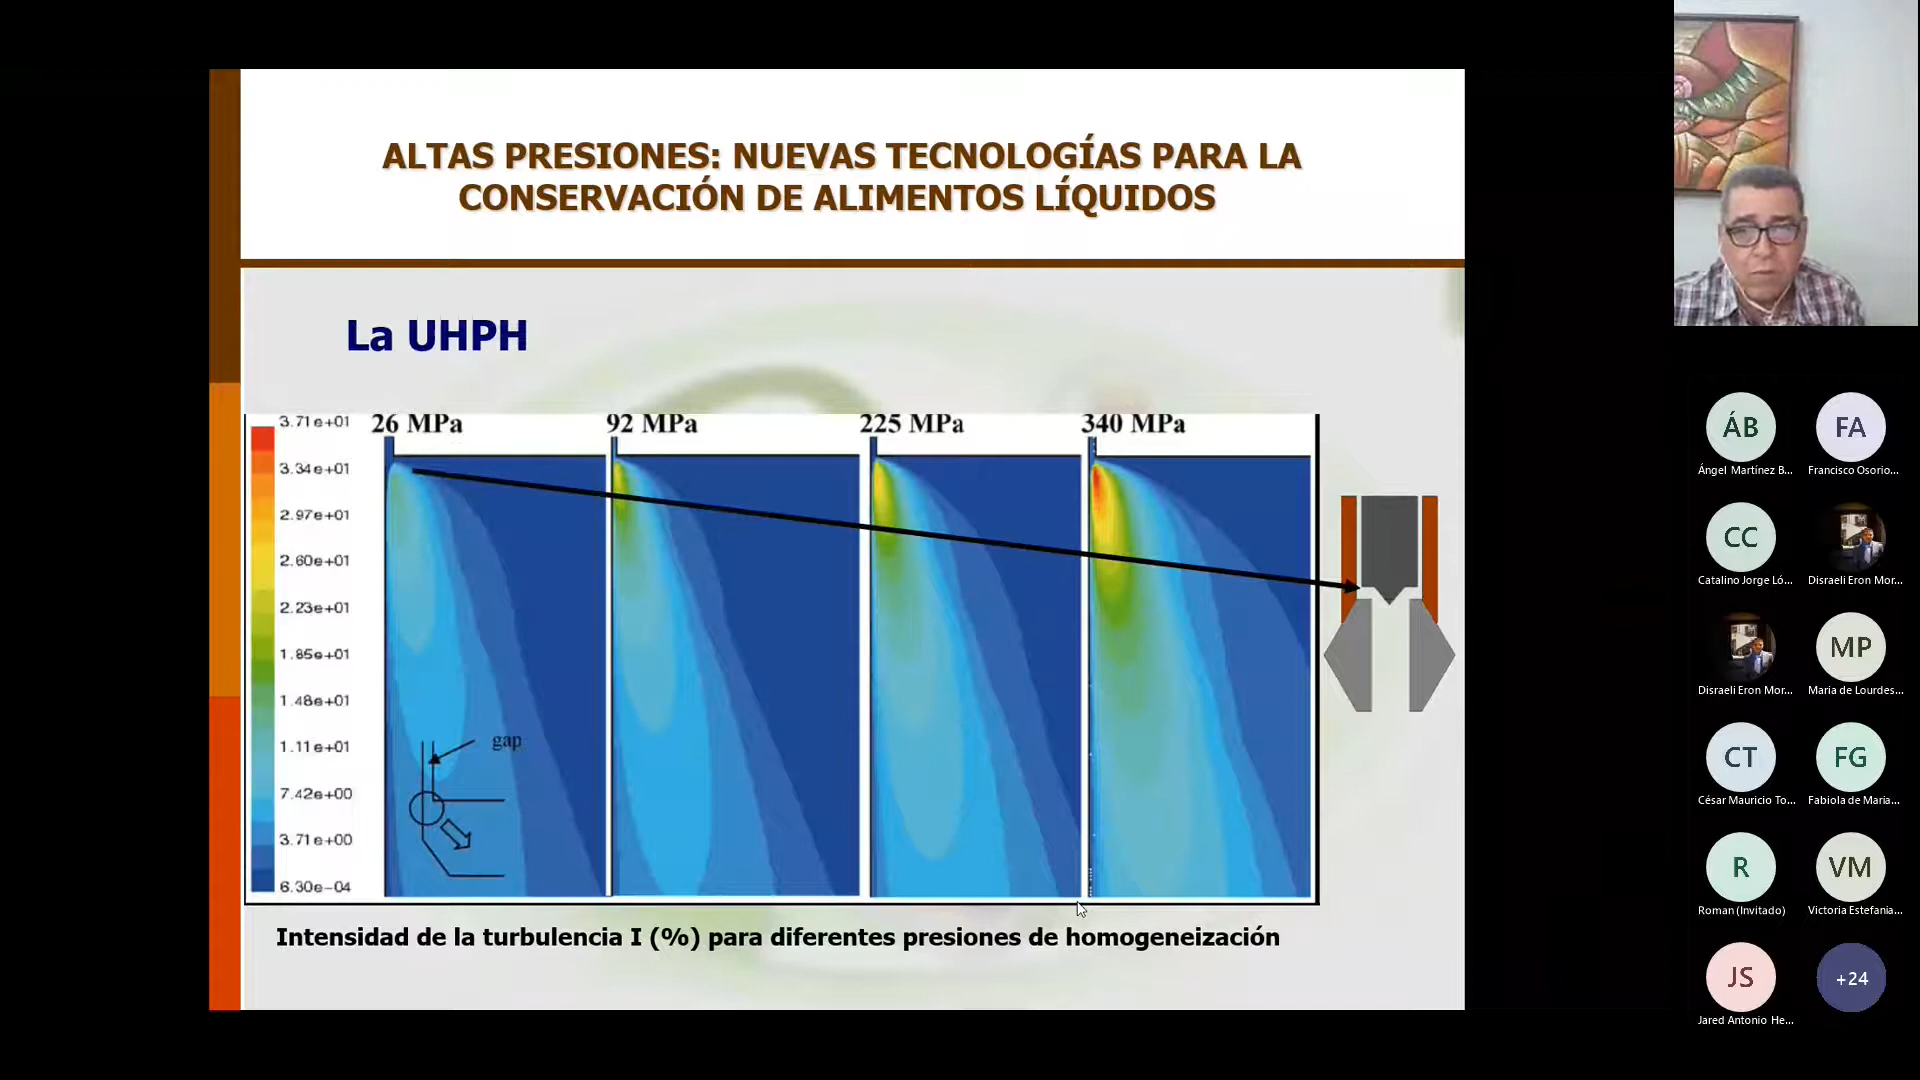 ALTAS PRESIONES: NUEVAS TECNOLOGÍAS PARA LA
CONSERVACIÓN DE ALIMENTOS LÍQUIDOS
La UHPH
26 MPa
92 MPa
225 MPa
340 MPa
3.71e+01
3.34e+01
2.97e+01
2.60e+01
2.23e+01
1.85e+01
1.48e+01
1.11e+01
7.42e+00
3.71e+00
6.30e-04
gap
Intensidad de la turbulencia I (%) para diferentes presiones de homogeneización
ÁB
Ángel Martínez B...
FA
Francisco Osorio...
CC
Catalino Jorge Ló...
Disraeli Eron Mor...
Disraeli Eron Mor...
MP
Maria de Lourdes...
CT
César Mauricio To...
FG
Fabiola de Maria...
R
Roman (Invitado)
VM
Victoria Estefania...
JS
Jared Antonio He...
+24